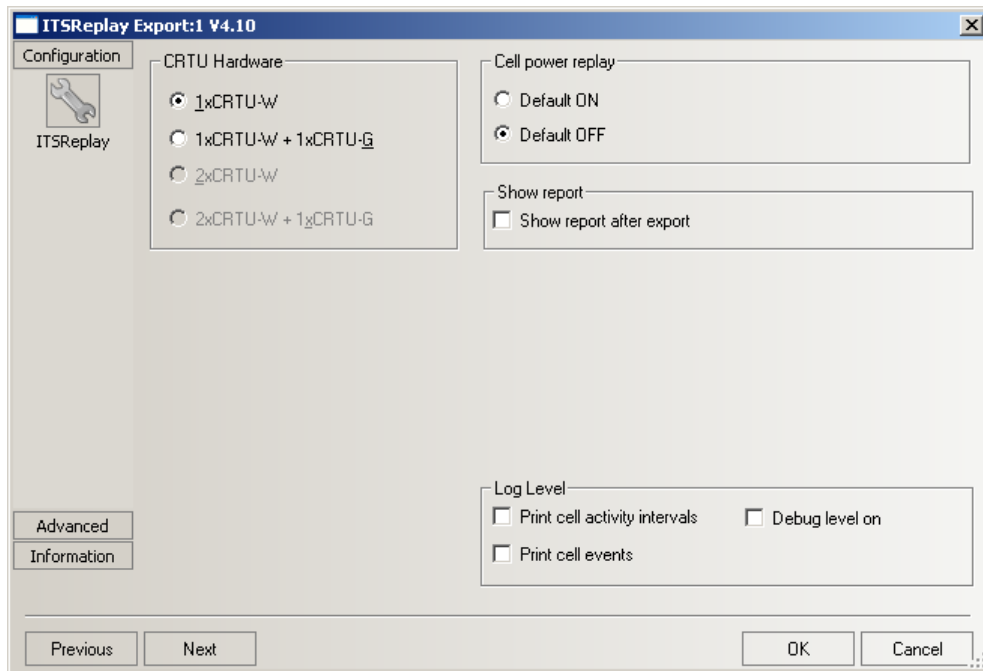 ITSReplay Export:1 V4.10
Configuration
ITSReplay
CRTU Hardware
1xCRTU-W
1xCRTU-W + 1xCRTU-G
2xCRTU-W
2xCRTU-W + 1xCRTU-G
Cell power replay
Default ON
Default OFF
Show report
Show report after export
Log Level
Print cell activity intervals
Debug level on
Print cell events
Advanced
Information
Previous
Next
OK
Cancel